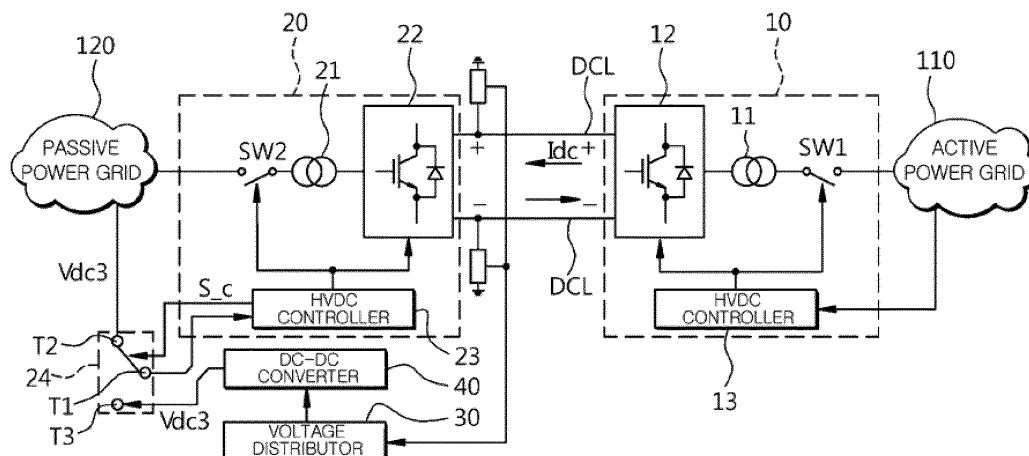 20
22
12
10
120
21
DCL
11
110
PASSIVE
POWER GRID
SW2
+
Idc
+
SW1
ACTIVE
POWER GRID
−
−
Vdc3
S_c
DCL
HVDC
CONTROLLER
HVDC
CONTROLLER
T2
23
24
DC-DC
CONVERTER
40
T1
13
T3
Vdc3
30
VOLTAGE
DISTRIBUTOR